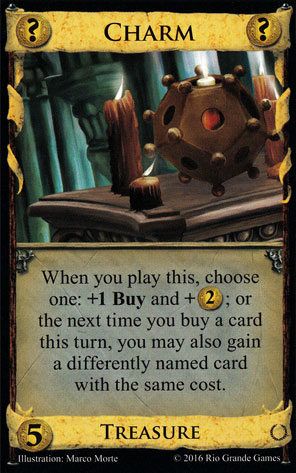 ? CHARM ?
When you play this, choose
one: +1 Buy and +2; or
the next time you buy a card
this turn, you may also gain
a differently named card
with the same cost.
5 TREASURE
Illustration: Marco Morte © 2016 Rio Grande Games